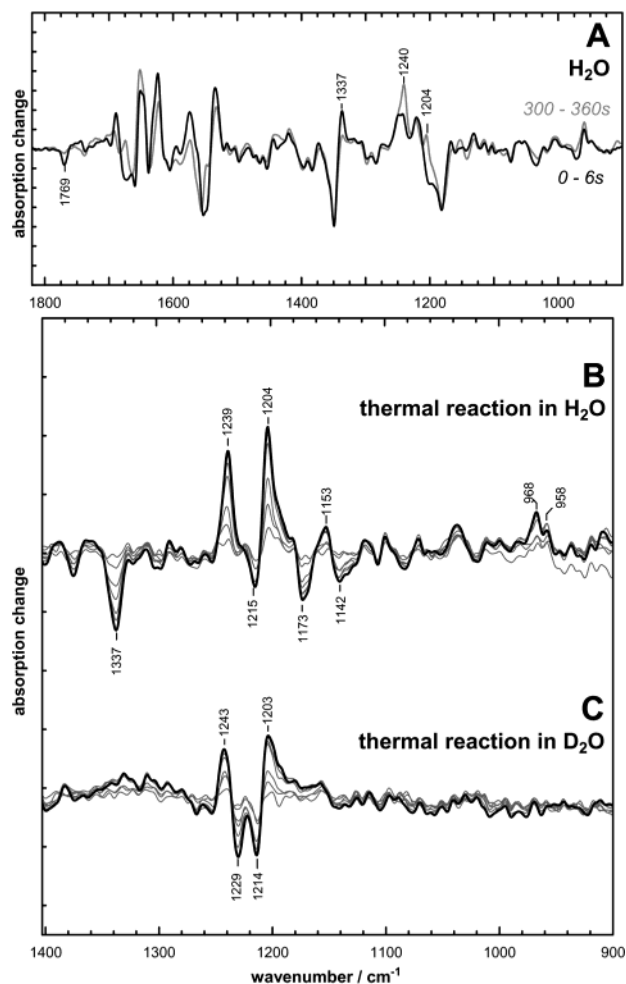 A
H₂O
1337
1240
1204
300 - 360s
0 - 6s
1769
absorption change
1800
1600
1400
1200
1000
B
thermal reaction in H₂O
1239
1204
1153
968
958
1215
1173
1142
1337
absorption change
C
thermal reaction in D₂O
1243
1203
1229
1214
1400
1300
1200
1100
1000
900
wavenumber / cm⁻¹